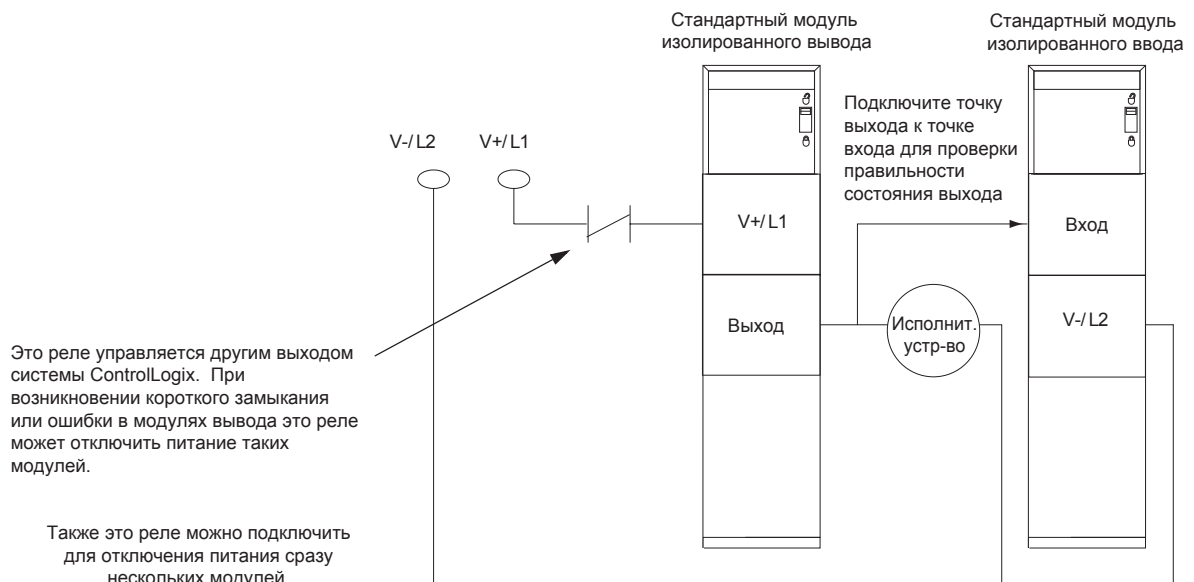 Стандартный модуль
изолированного вывода
Стандартный модуль
изолированного ввода
Подключите точку
выхода к точке
входа для проверки
правильности
состояния выхода
V-/ L2
V+/ L1
V+/ L1
Вход
Выход
Исполнит.
устр-во
V-/ L2
Это реле управляется другим выходом
системы ControlLogix. При
возникновении короткого замыкания
или ошибки в модулях вывода это реле
может отключить питание таких
модулей.
Также это реле можно подключить
для отключения питания сразу
нескольких модулей